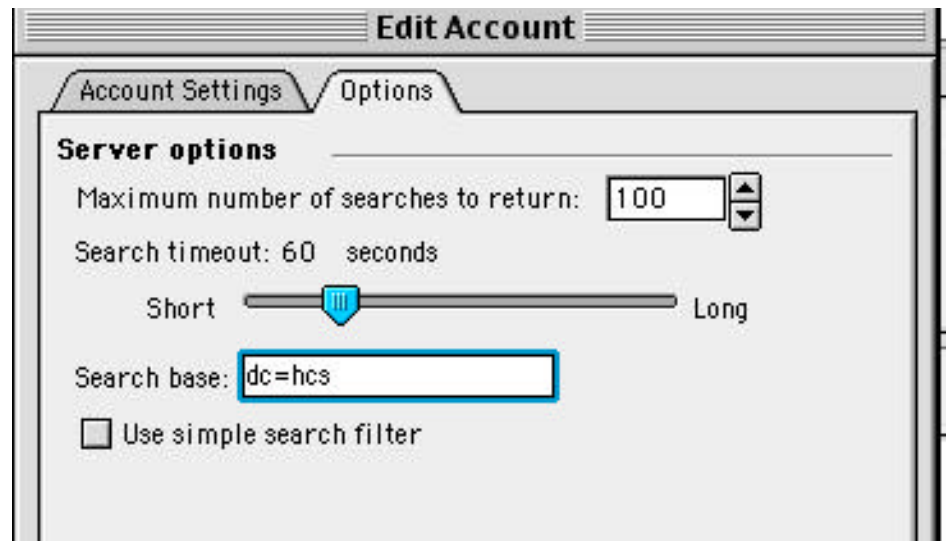 Edit Account
Account Settings Options
Server options
Maximum number of searches to return: 100
Search timeout: 60 seconds
Short Long
Search base: dc=hcs
Use simple search filter